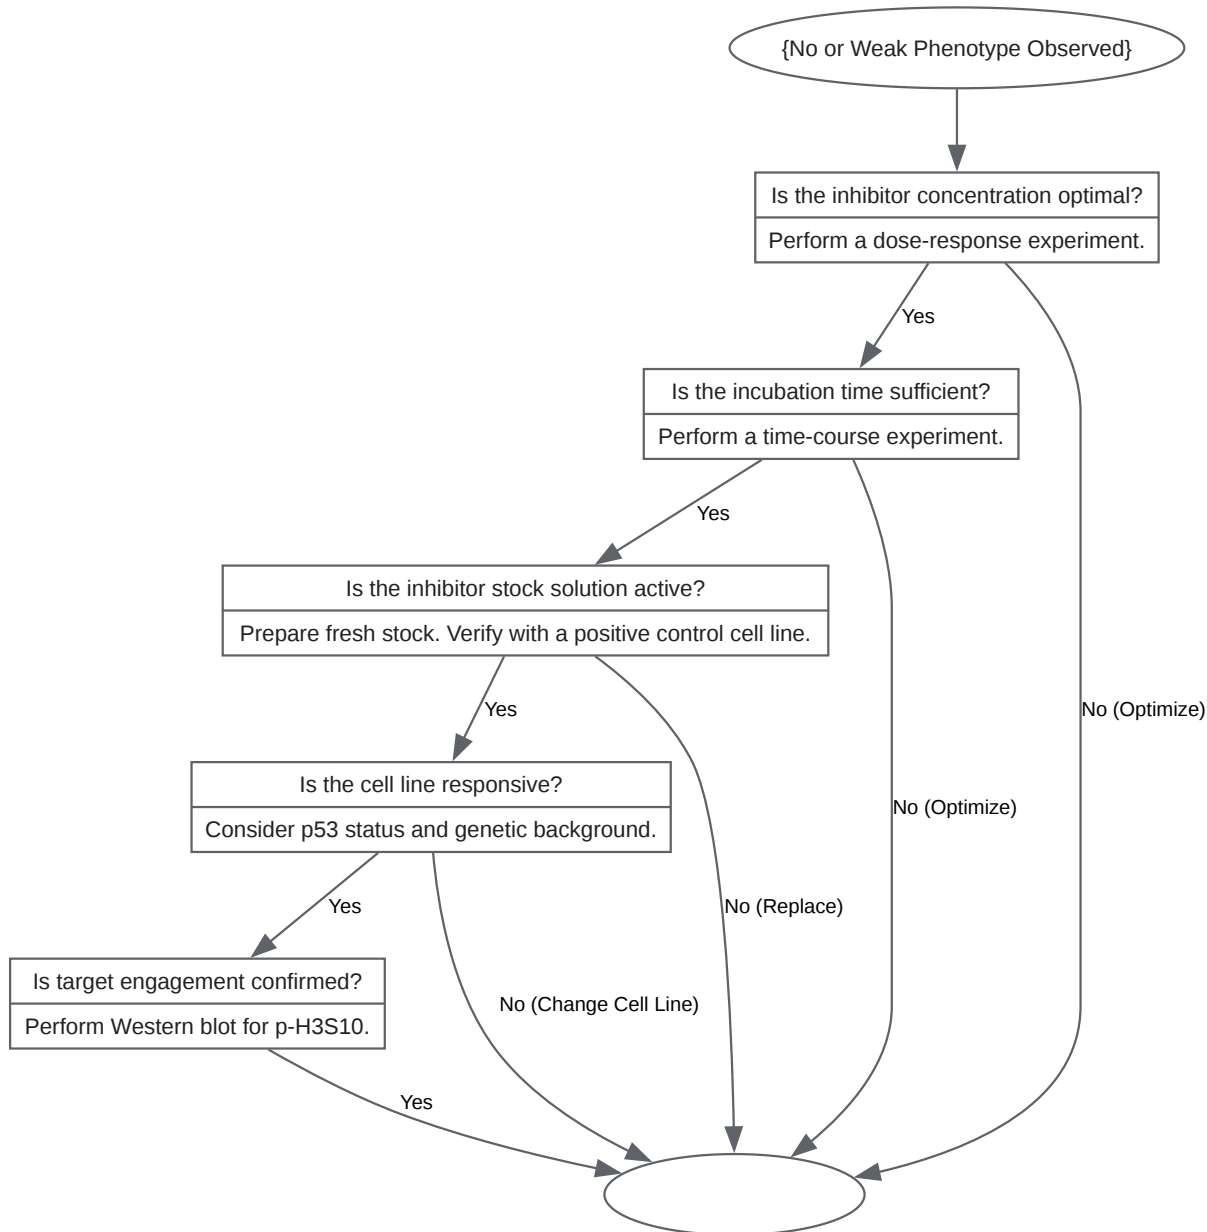 {No or Weak Phenotype Observed}
Is the inhibitor concentration optimal?
Perform a dose-response experiment.
Yes
Is the incubation time sufficient?
Perform a time-course experiment.
Yes
Is the inhibitor stock solution active?
Prepare fresh stock. Verify with a positive control cell line.
Yes
No (Optimize)
Is the cell line responsive?
Consider p53 status and genetic background.
No (Optimize)
Yes
No (Replace)
Is target engagement confirmed?
Perform Western blot for p-H3S10.
No (Change Cell Line)
Yes